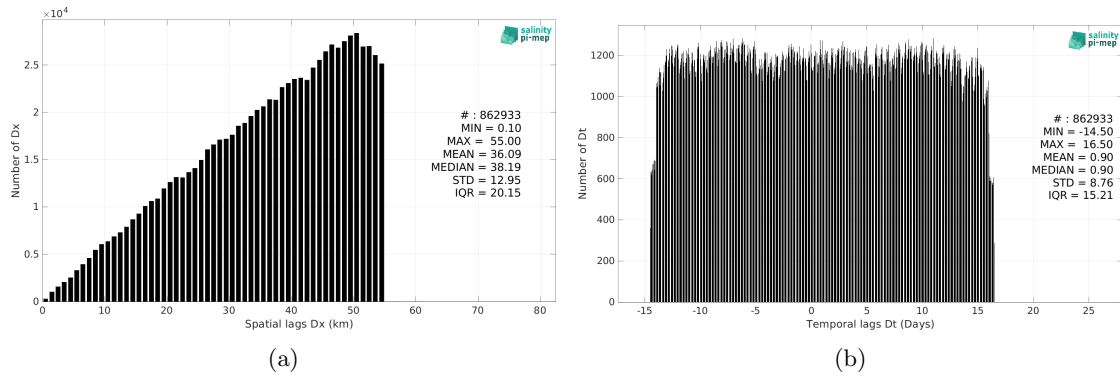 ×10⁴
2.5
2
1.5
1
0.5
0
0 10 20 30 40 50 60 70 80
Number of Dx
Spatial lags Dx (km)
salinity
pi-mep
# : 862933
MIN = 0.10
MAX = 55.00
MEAN = 36.09
MEDIAN = 38.19
STD = 12.95
IQR = 20.15
(a)
1200
1000
800
600
400
200
0
-15 -10 -5 0 5 10 15 20 25
Number of Dt
Temporal lags Dt (Days)
salinity
pi-mep
# : 862933
MIN = -14.50
MAX = 16.50
MEAN = 0.90
MEDIAN = 0.90
STD = 8.76
IQR = 15.21
(b)